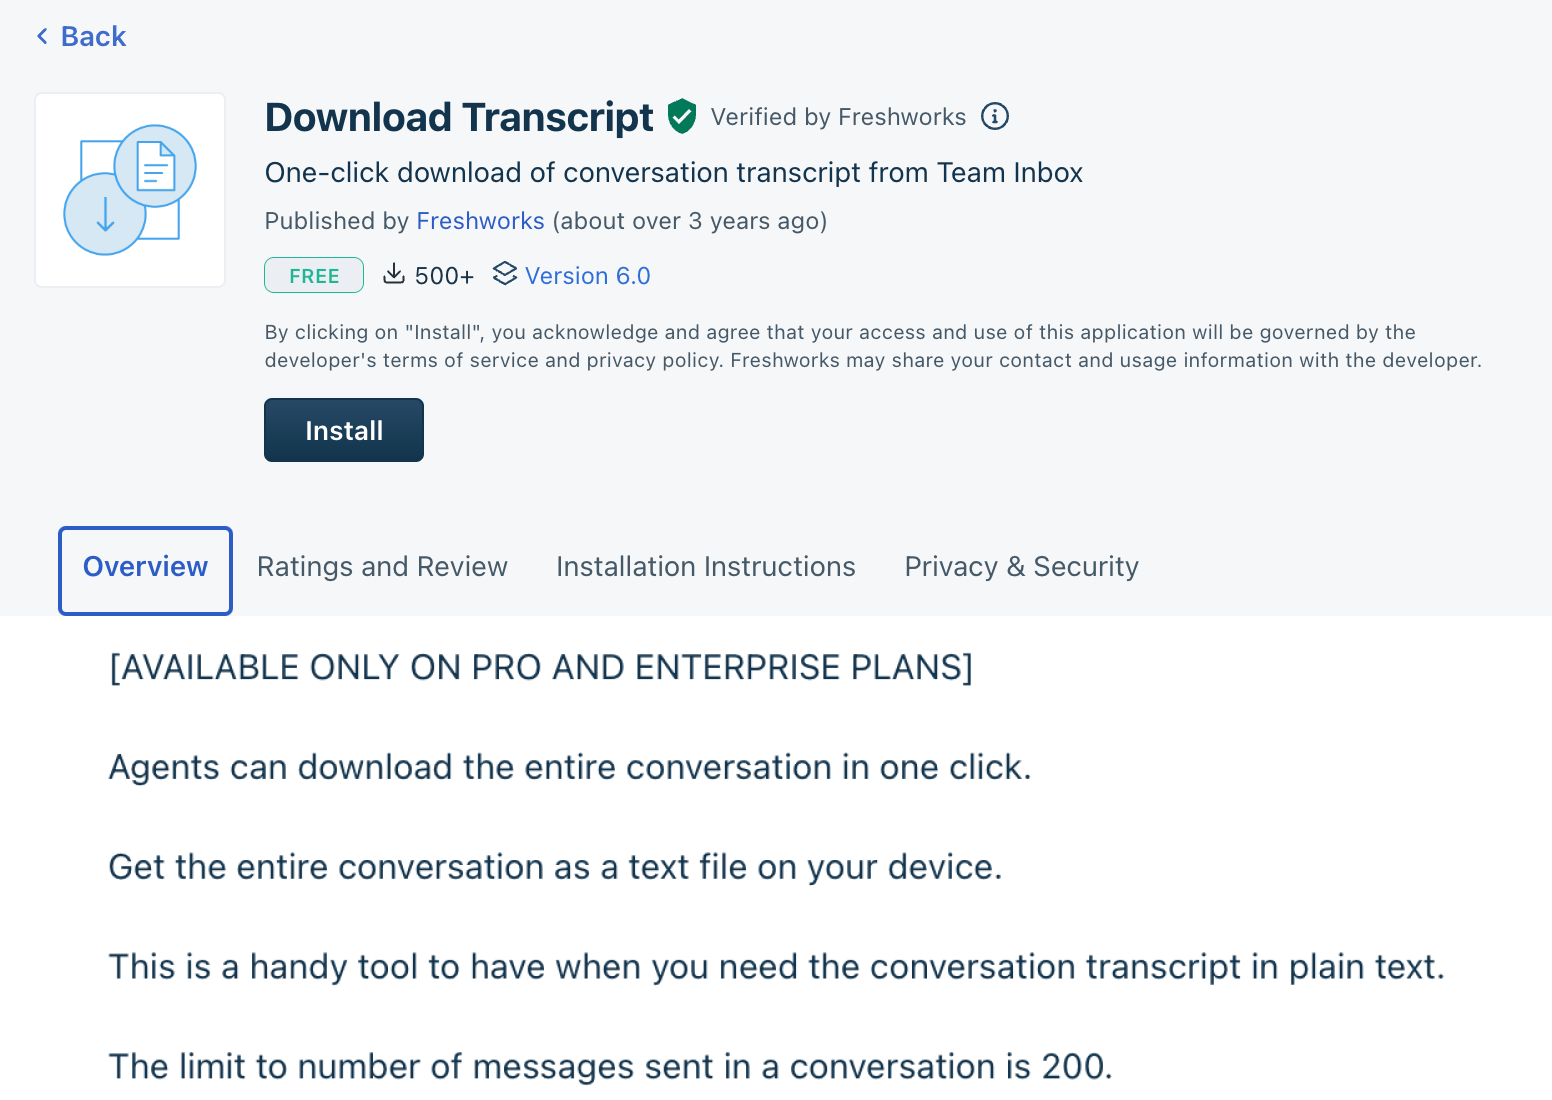 Back
Download Transcript Verified by Freshworks
One-click download of conversation transcript from Team Inbox
Published by Freshworks (about over 3 years ago)
FREE 500+ Version 6.0
By clicking on "Install", you acknowledge and agree that your access and use of this application will be governed by the
developer's terms of service and privacy policy. Freshworks may share your contact and usage information with the developer.
Install
Overview Ratings and Review Installation Instructions Privacy & Security
[AVAILABLE ONLY ON PRO AND ENTERPRISE PLANS]
Agents can download the entire conversation in one click.
Get the entire conversation as a text file on your device.
This is a handy tool to have when you need the conversation transcript in plain text.
The limit to number of messages sent in a conversation is 200.